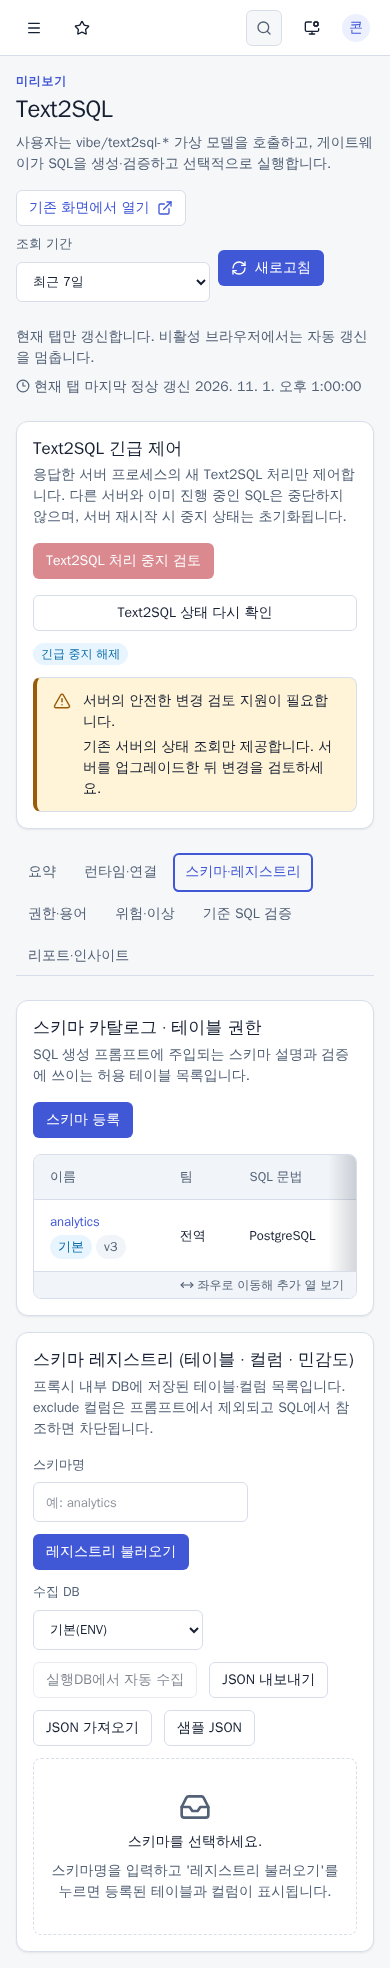 콘
미리보기
Text2SQL
사용자는 vibe/text2sql-* 가상 모델을 호출하고, 게이트웨
이가 SQL을 생성·검증하고 선택적으로 실행합니다.
기존 화면에서 열기
조회 기간
최근 7일
새로고침
현재 탭만 갱신합니다. 비활성 브라우저에서는 자동 갱신
을 멈춥니다.
현재 탭 마지막 정상 갱신 2026. 11. 1. 오후 1:00:00
Text2SQL 긴급 제어
응답한 서버 프로세스의 새 Text2SQL 처리만 제어합
니다. 다른 서버와 이미 진행 중인 SQL은 중단하지
않으며, 서버 재시작 시 중지 상태는 초기화됩니다.
Text2SQL 처리 중지 검토
Text2SQL 상태 다시 확인
긴급 중지 해제
서버의 안전한 변경 검토 지원이 필요합
니다.
기존 서버의 상태 조회만 제공합니다. 서
버를 업그레이드한 뒤 변경을 검토하세
요.
요약 런타임·연결 스키마·레지스트리
권한·용어 위험·이상 기준 SQL 검증
리포트·인사이트
스키마 카탈로그 · 테이블 권한
SQL 생성 프롬프트에 주입되는 스키마 설명과 검증
에 쓰이는 허용 테이블 목록입니다.
스키마 등록
이름 팀 SQL 문법
analytics
기본 v3 전역 PostgreSQL
좌우로 이동해 추가 열 보기
스키마 레지스트리 (테이블 · 컬럼 · 민감도)
프록시 내부 DB에 저장된 테이블·컬럼 목록입니다.
exclude 컬럼은 프롬프트에서 제외되고 SQL에서 참
조하면 차단됩니다.
스키마명
예: analytics
레지스트리 불러오기
수집 DB
기본(ENV)
실행DB에서 자동 수집 JSON 내보내기
JSON 가져오기 샘플 JSON
스키마를 선택하세요.
스키마명을 입력하고 '레지스트리 불러오기'를
누르면 등록된 테이블과 컬럼이 표시됩니다.